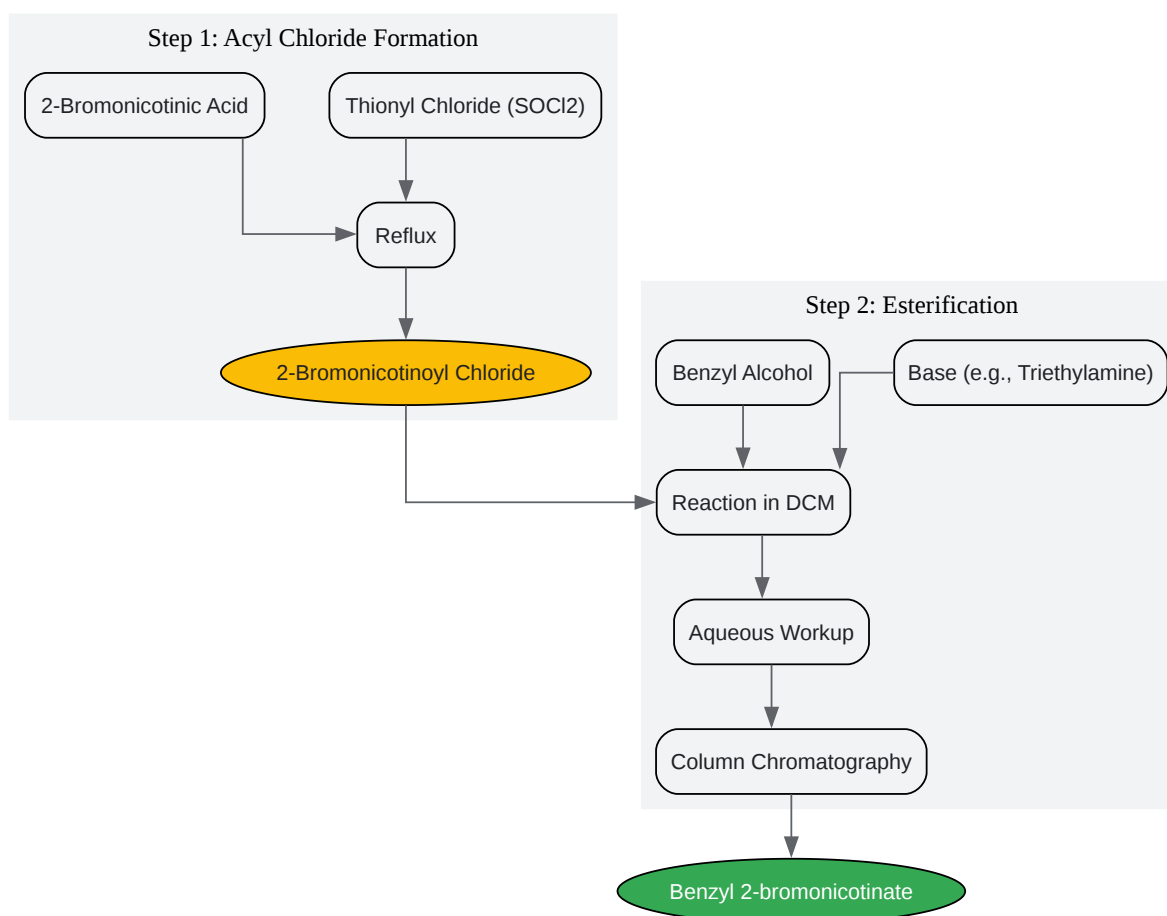 Step 1: Acyl Chloride Formation
2-Bromonicotinic Acid
Thionyl Chloride (SOCl2)
Reflux
2-Bromonicotinoyl Chloride
Step 2: Esterification
Benzyl Alcohol
Base (e.g., Triethylamine)
Reaction in DCM
Aqueous Workup
Column Chromatography
Benzyl 2-bromonicotinate